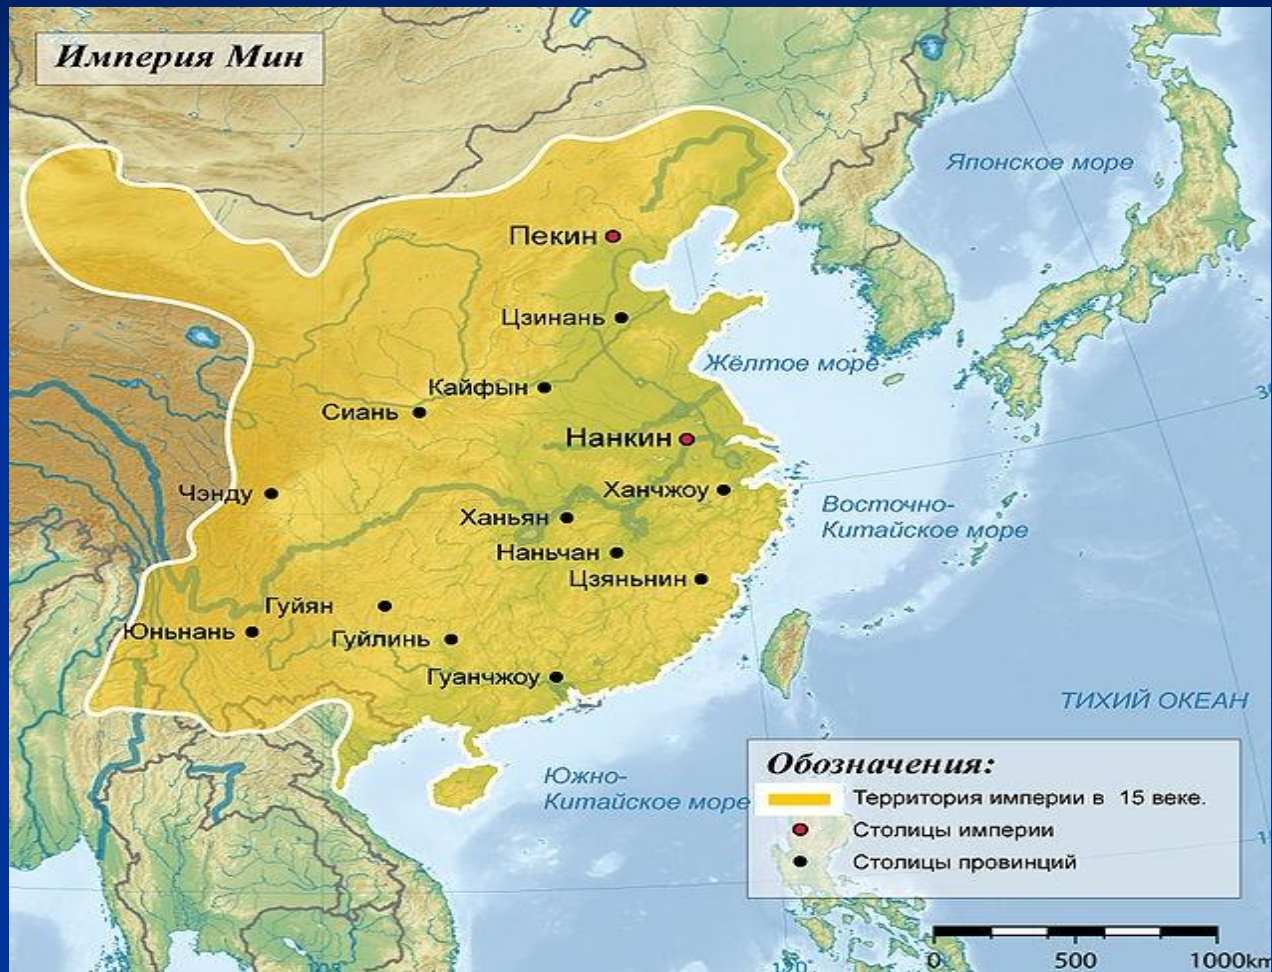 Империя Мин
Японское море
Пекин
Цзинань
Жёлтое море
Кайфын
Сиань
Нанкин
Чэнду
Ханчжоу
Восточно-
Китайское море
Ханьян
Наньчан
Цзяньнин
Гуйян
Юньнань
Гуйлинь
Гуанчжоу
ТИХИЙ ОКЕАН
Южно-
Китайское море
Обозначения:
Территория империи в 15 веке.
Столицы империи
Столицы провинций
0 500 1000km